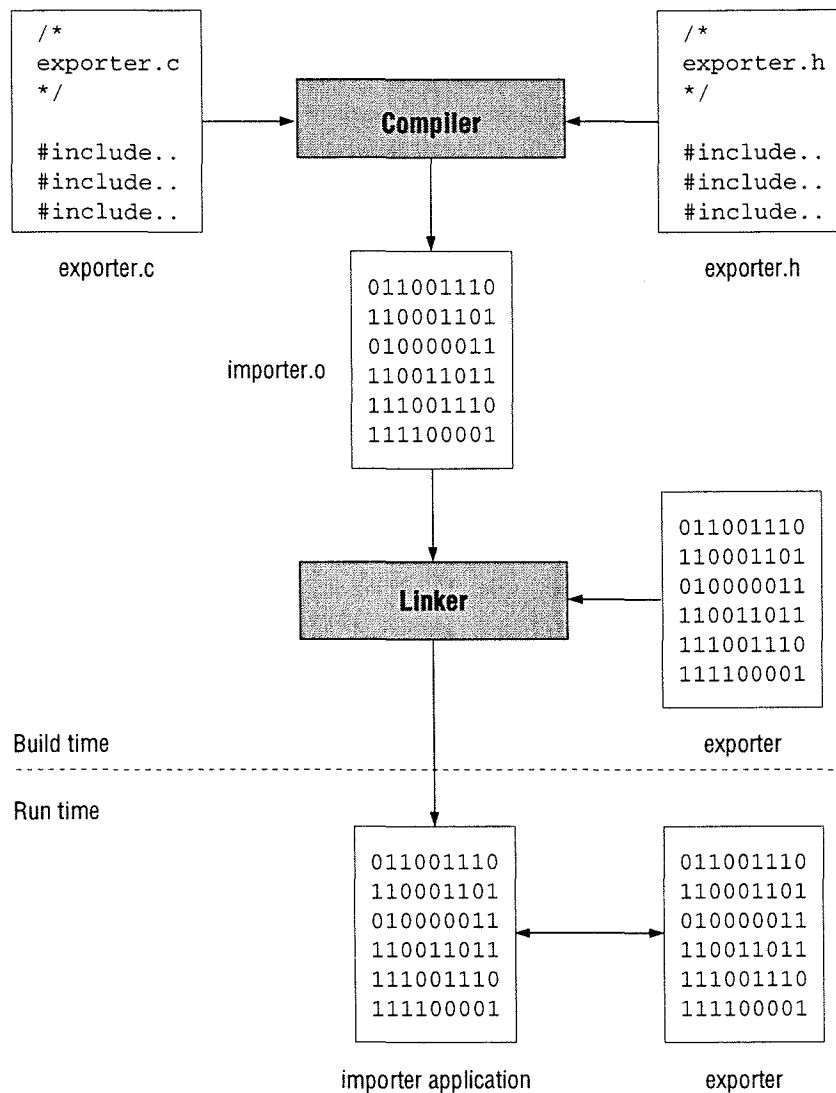 /*
exporter.c
*/
#include..
#include..
#include..
exporter.c
Compiler
/*
exporter.h
*/
#include..
#include..
#include..
exporter.h
importer.o
011001110
110001101
010000011
110011011
111001110
111100001
Linker
011001110
110001101
010000011
110011011
111001110
111100001
exporter
Build time
Run time
011001110
110001101
010000011
110011011
111001110
111100001
importer application
011001110
110001101
010000011
110011011
111001110
111100001
exporter